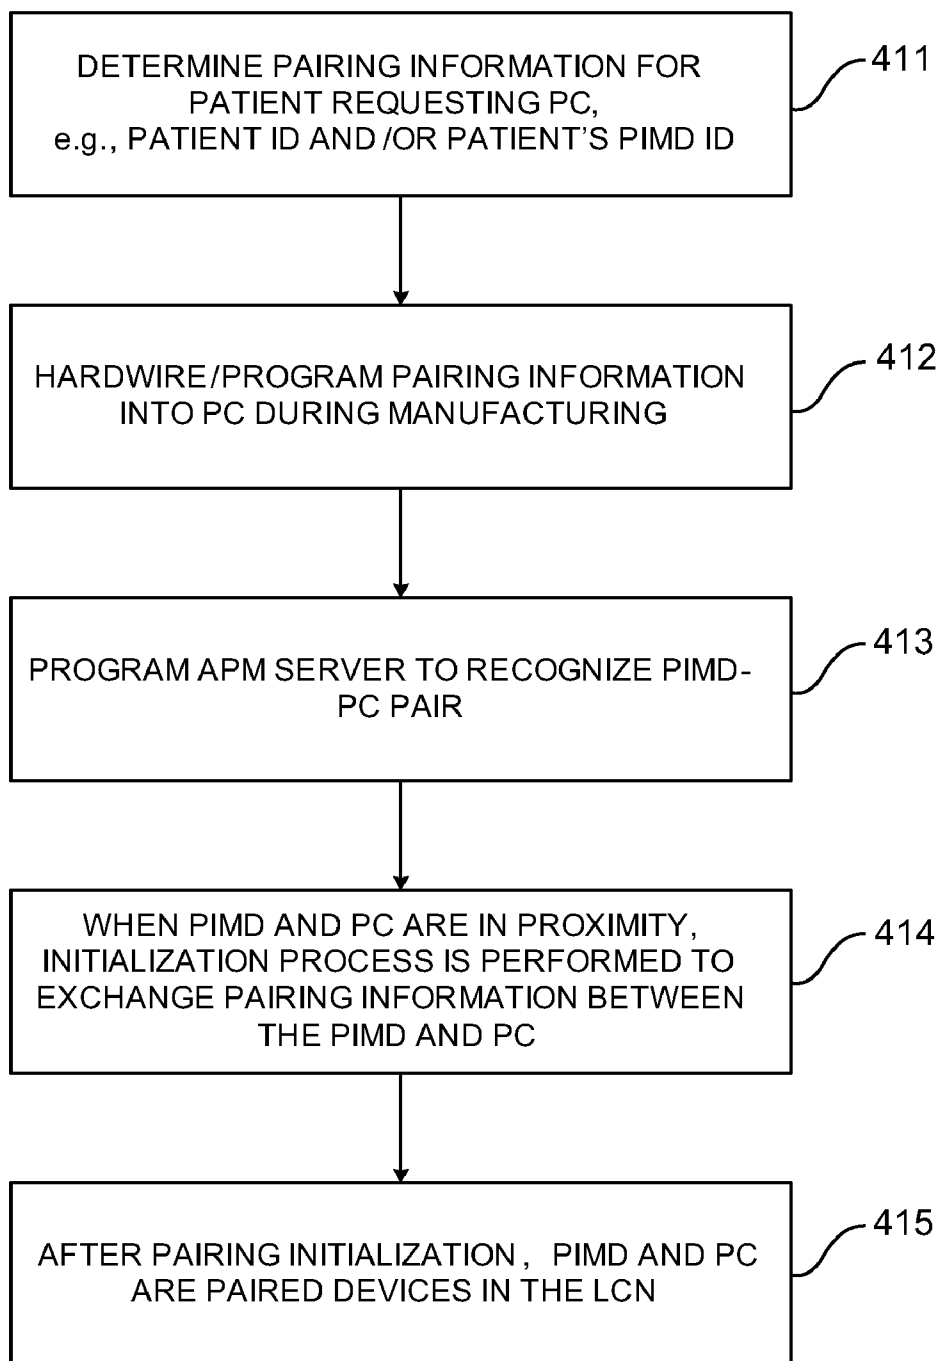 DETERMINE PAIRING INFORMATION FOR
PATIENT REQUESTING PC,
e.g., PATIENT ID AND/OR PATIENT'S PIMD ID
411
HARDWIRE/PROGRAM PAIRING INFORMATION
INTO PC DURING MANUFACTURING
412
PROGRAM APM SERVER TO RECOGNIZE PIMD-
PC PAIR
413
WHEN PIMD AND PC ARE IN PROXIMITY,
INITIALIZATION PROCESS IS PERFORMED TO
EXCHANGE PAIRING INFORMATION BETWEEN
THE PIMD AND PC
414
AFTER PAIRING INITIALIZATION, PIMD AND PC
ARE PAIRED DEVICES IN THE LCN
415